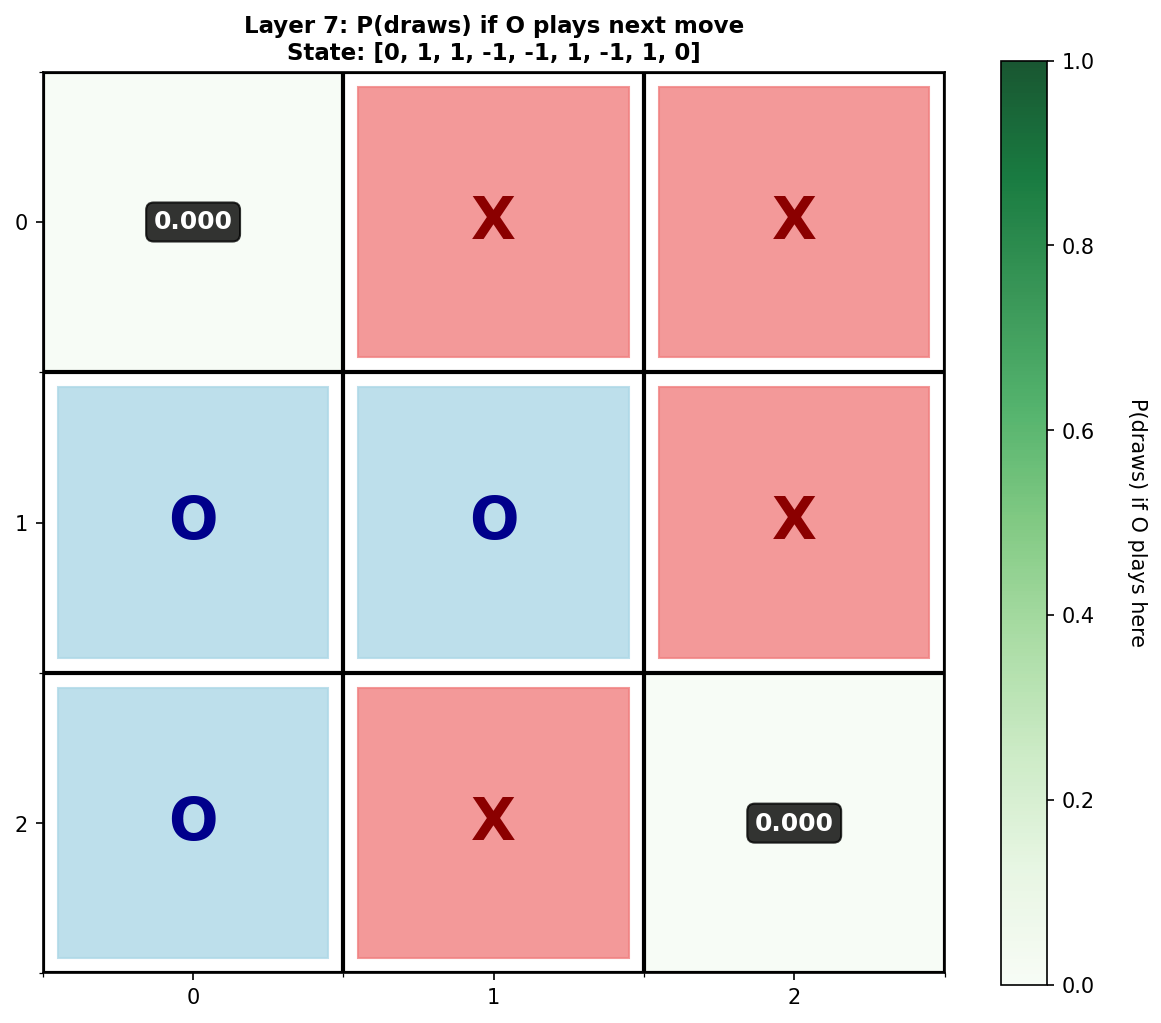 Layer 7: P(draws) if O plays next move
State: [0, 1, 1, -1, -1, 1, -1, 1, 0]
0
0.000
X
X
1
O
O
X
2
O
X
0.000
0
1
2
1.0
0.8
0.6
0.4
0.2
0.0
P(draws) if O plays here